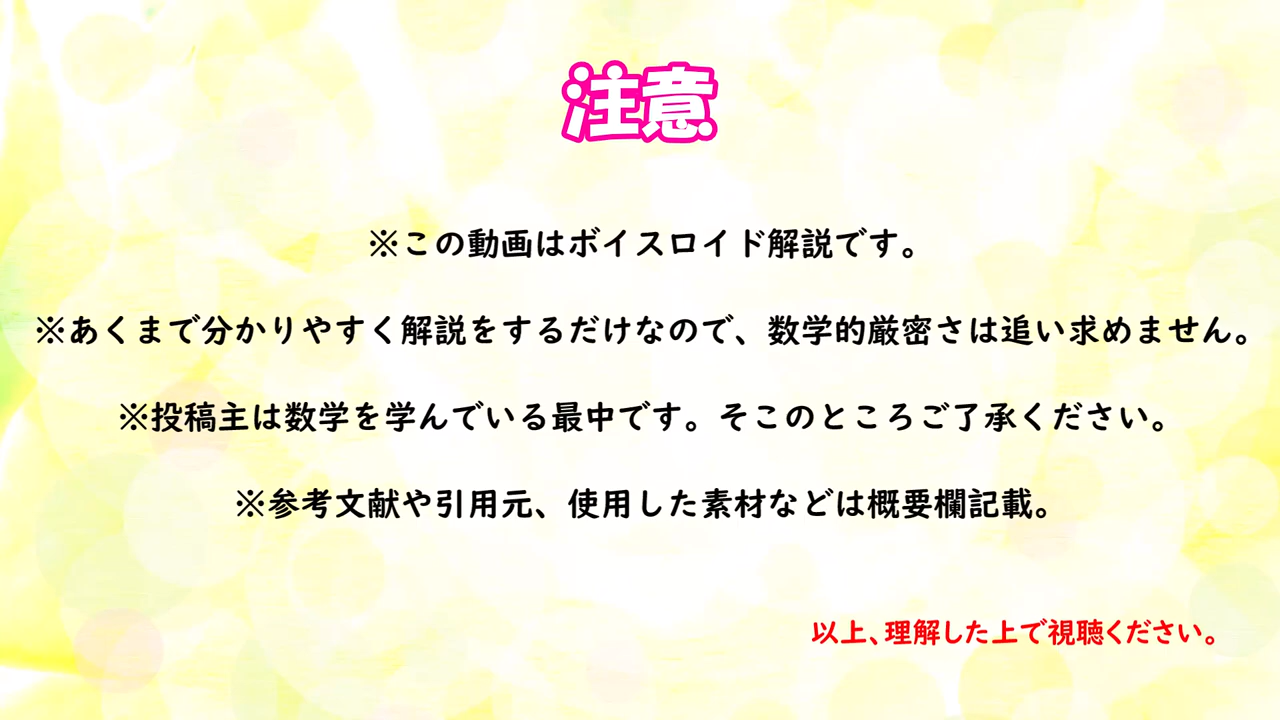 注意
※この動画はボイスロイド解説です。
※あくまで分かりやすく解説をするだけなので、数学的厳密さは追い求めません。
※投稿主は数学を学んでいる最中です。そこのところご了承ください。
※参考文献や引用元、使用した素材などは概要欄記載。
以上、理解した上で視聴ください。